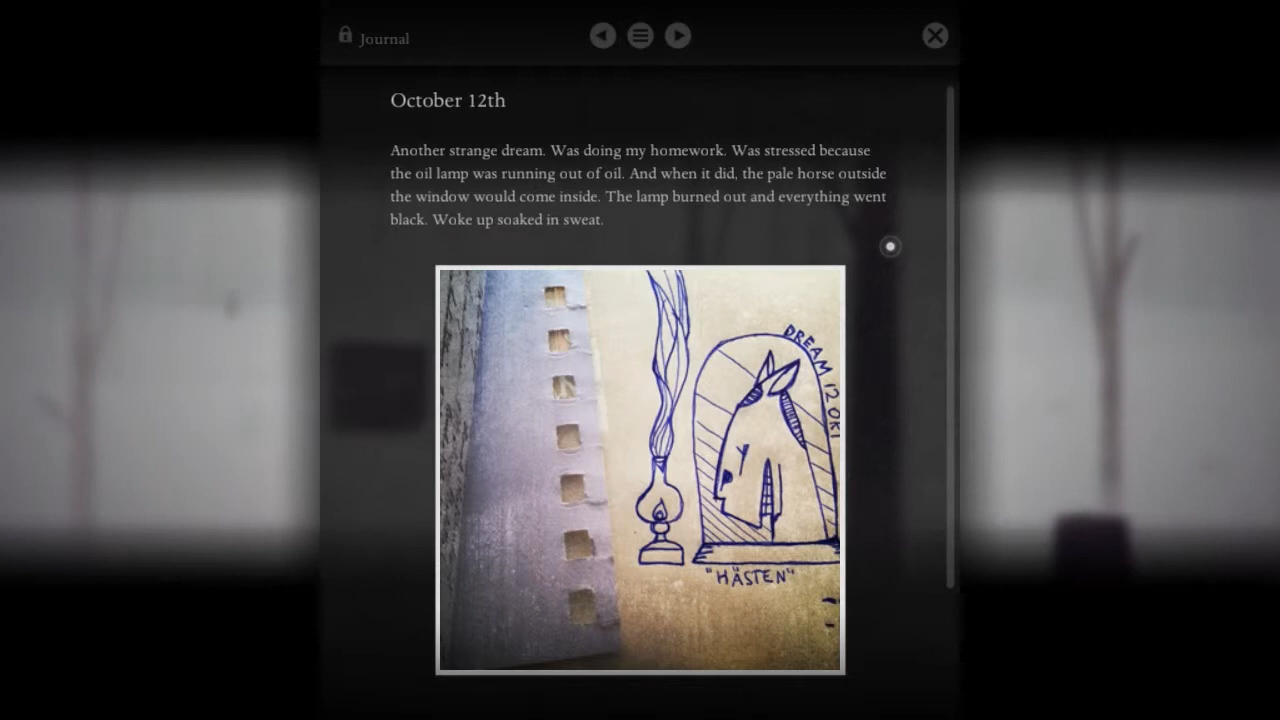 Journal
October 12th
Another strange dream. Was doing my homework. Was stressed because
the oil lamp was running out of oil. And when it did, the pale horse outside
the window would come inside. The lamp burned out and everything went
black. Woke up soaked in sweat.
DREAM 12 OKT
"HÄSTEN"